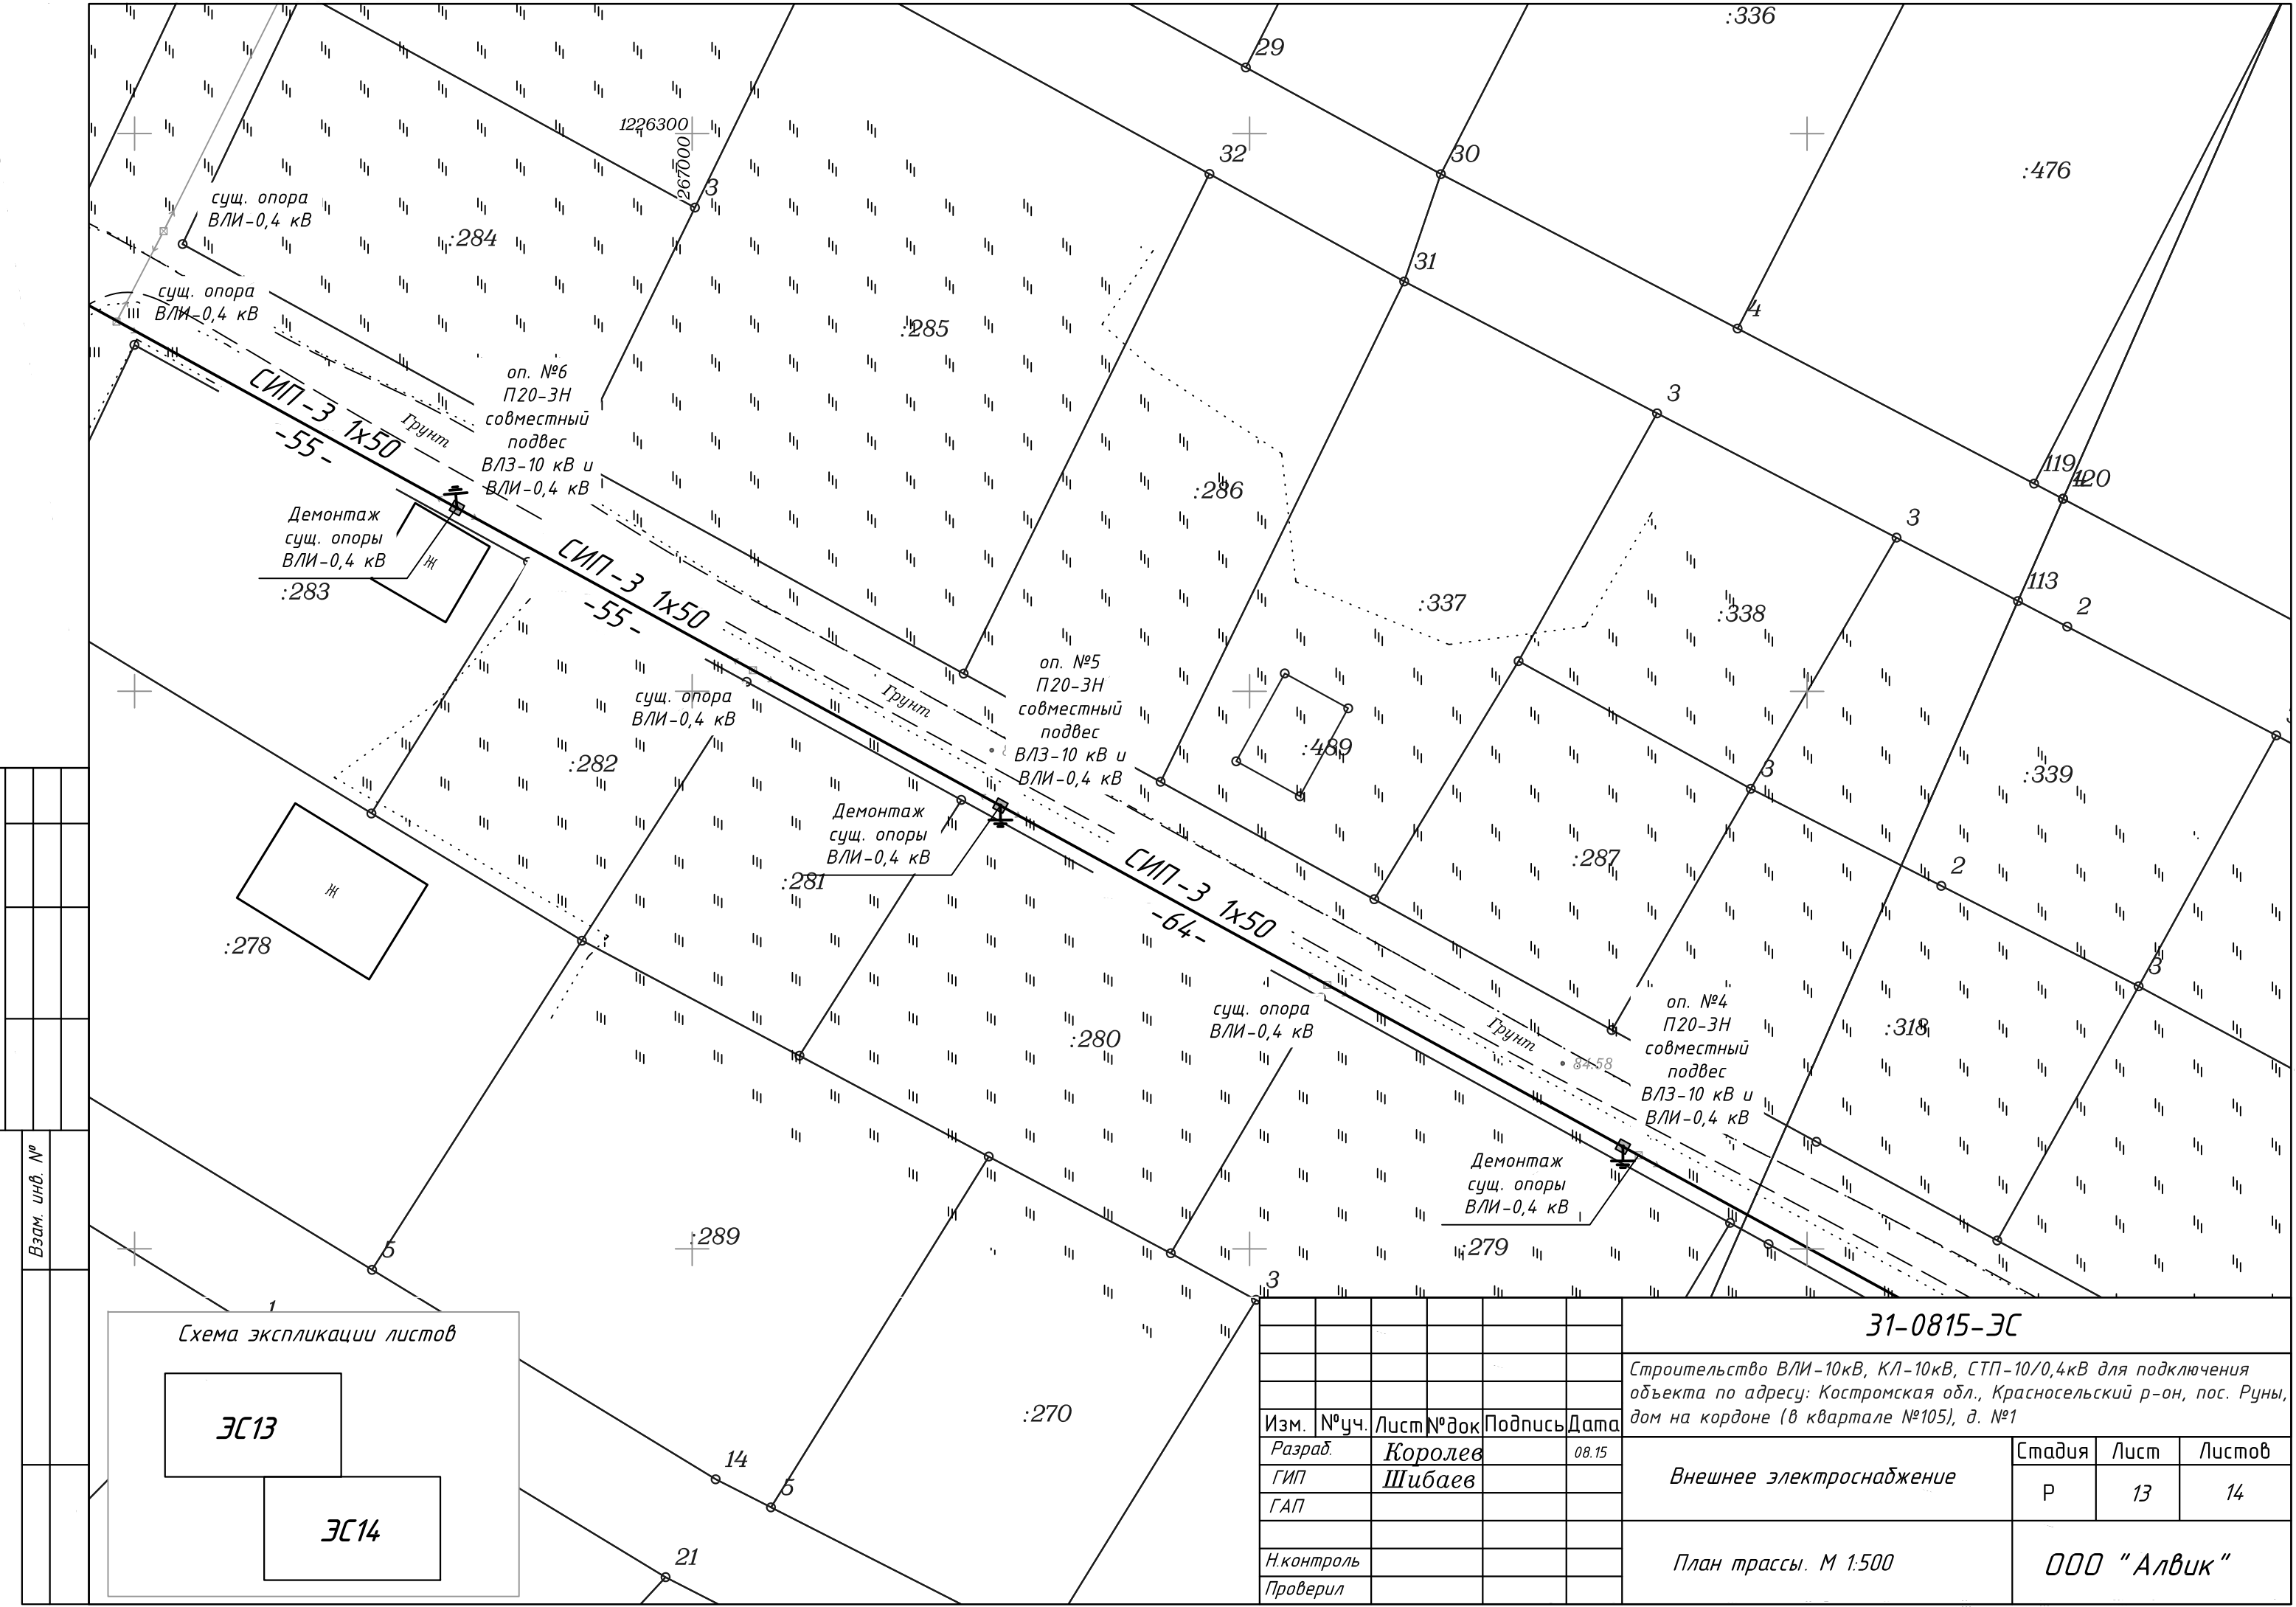 :336
29
1226300
267000
32
30
:476
3
сущ. опора
ВЛИ-0,4 кВ
:284
31
сущ. опора
ВЛИ-0,4 кВ
4
:285
оп. №6
П20-3Н
совместный
подвес
ВЛЗ-10 кВ и
ВЛИ-0,4 кВ
СИП-3 1х50
-55-
Грунт
3
119
120
:286
3
Демонтаж
сущ. опоры
ВЛИ-0,4 кВ
Ж
:283
СИП-3 1х50
-55-
113
2
:337
:338
оп. №5
П20-3Н
совместный
подвес
ВЛЗ-10 кВ и
ВЛИ-0,4 кВ
сущ. опора
ВЛИ-0,4 кВ
Грунт
:489
:282
3
:339
Демонтаж
сущ. опоры
ВЛИ-0,4 кВ
:281
СИП-3 1х50
-64-
:287
2
Ж
:278
3
сущ. опора
ВЛИ-0,4 кВ
:280
Грунт
84.58
оп. №4
П20-3Н
совместный
подвес
ВЛЗ-10 кВ и
ВЛИ-0,4 кВ
:318
Демонтаж
сущ. опоры
ВЛИ-0,4 кВ
:279
:289
5
3
1
:270
14
5
21
Взам. инв. №
Схема экспликации листов
ЭС13
ЭС14
31-0815-ЭС
Строительство ВЛИ-10кВ, КЛ-10кВ, СТП-10/0,4кВ для подключения
объекта по адресу: Костромская обл., Красносельский р-он, пос. Руны,
дом на кордоне (в квартале №105), д. №1
Изм. №уч. Лист №док Подпись Дата
Разраб. Королев 08.15
ГИП Шибаев
ГАП
Н.контроль
Проверил
Внешнее электроснабжение
Стадия Лист Листов
Р 13 14
План трассы. М 1:500
ООО "Алвик"